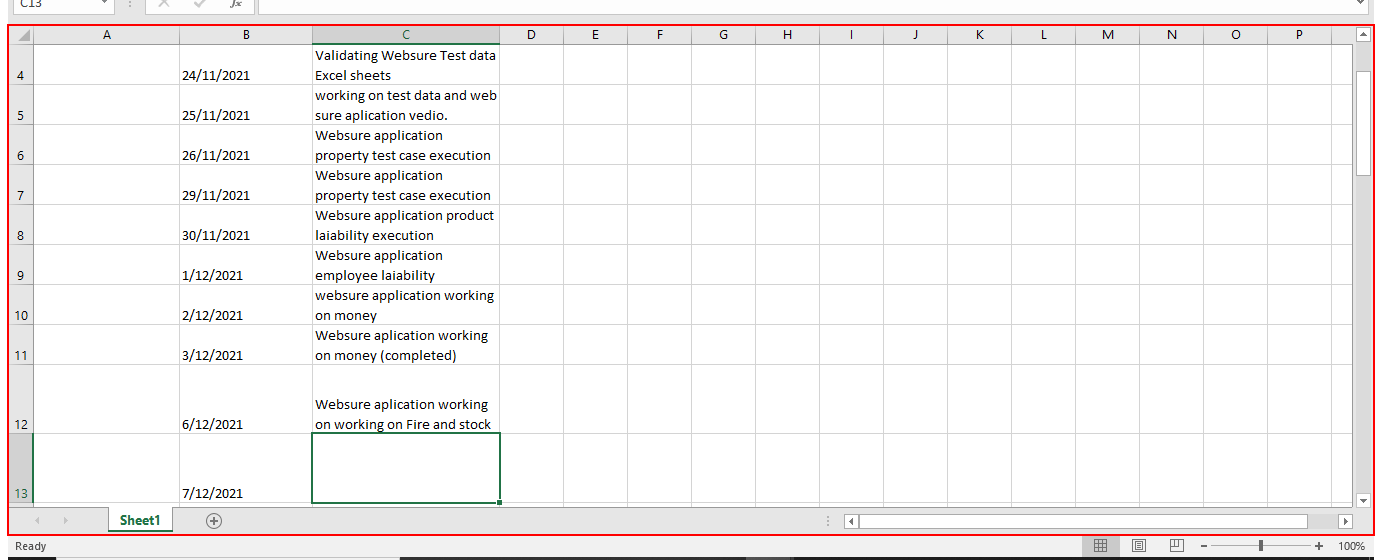 C13 fx
A B C D E F G H I J K L M N O P
Validating Websure Test data
4 24/11/2021 Excel sheets
working on test data and web
5 25/11/2021 sure aplication vedio.
Websure application
6 26/11/2021 property test case execution
Websure application
7 29/11/2021 property test case execution
Websure application product
8 30/11/2021 laiability execution
Websure application
9 1/12/2021 employee laiability
websure application working
10 2/12/2021 on money
Websure aplication working
11 3/12/2021 on money (completed)
Websure aplication working
12 6/12/2021 on working on Fire and stock
13 7/12/2021
Sheet1
Ready 100%